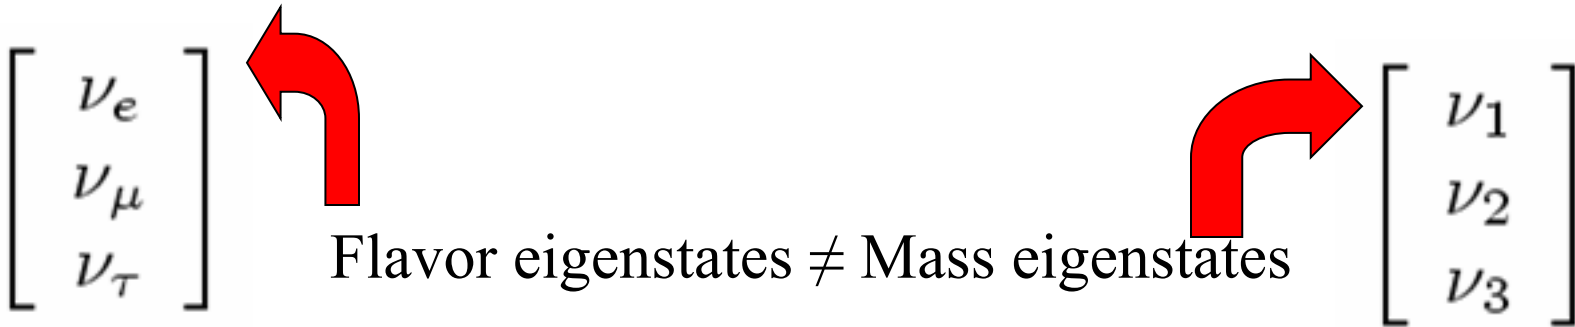 [ νe νμ ντ ]
Flavor eigenstates ≠ Mass eigenstates
[ ν1 ν2 ν3 ]